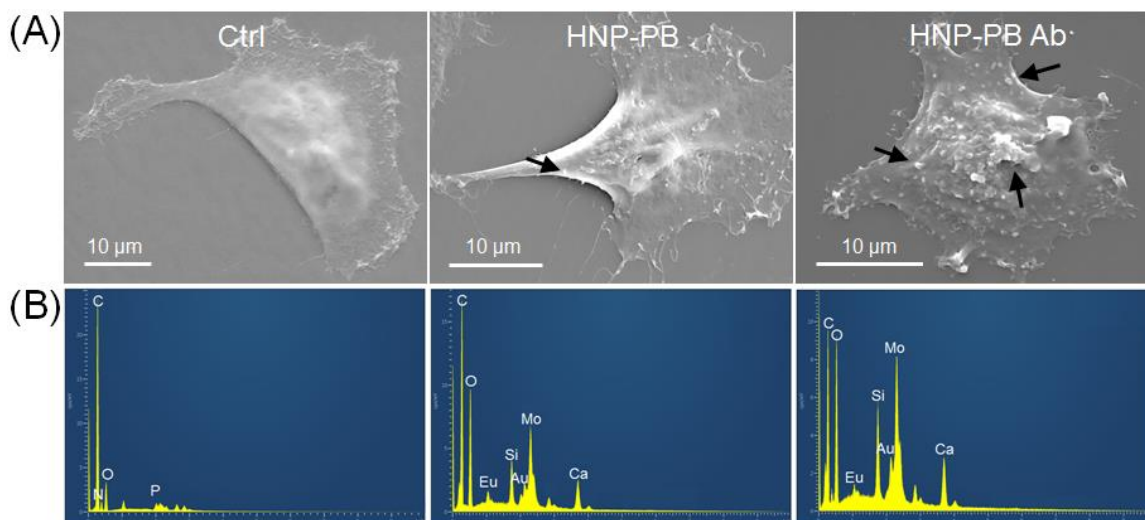 (A)
Ctrl
HNP-PB
HNP-PB Ab·
10 µm
10 µm
10 µm
(B)
C
N
O
P
C
O
Eu
Si
Au
Mo
Ca
C
O
Eu
Si
Au
Mo
Ca